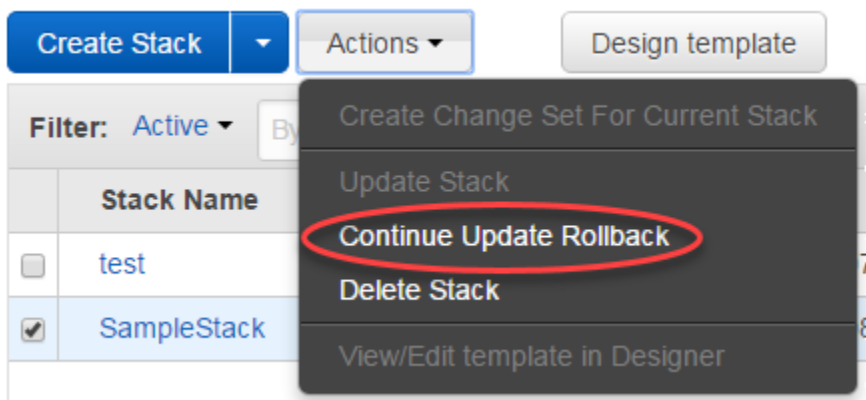 Create Stack Actions Design template
Filter: Active By
Create Change Set For Current Stack
Update Stack
Stack Name
Continue Update Rollback
test
Delete Stack
SampleStack
View/Edit template in Designer